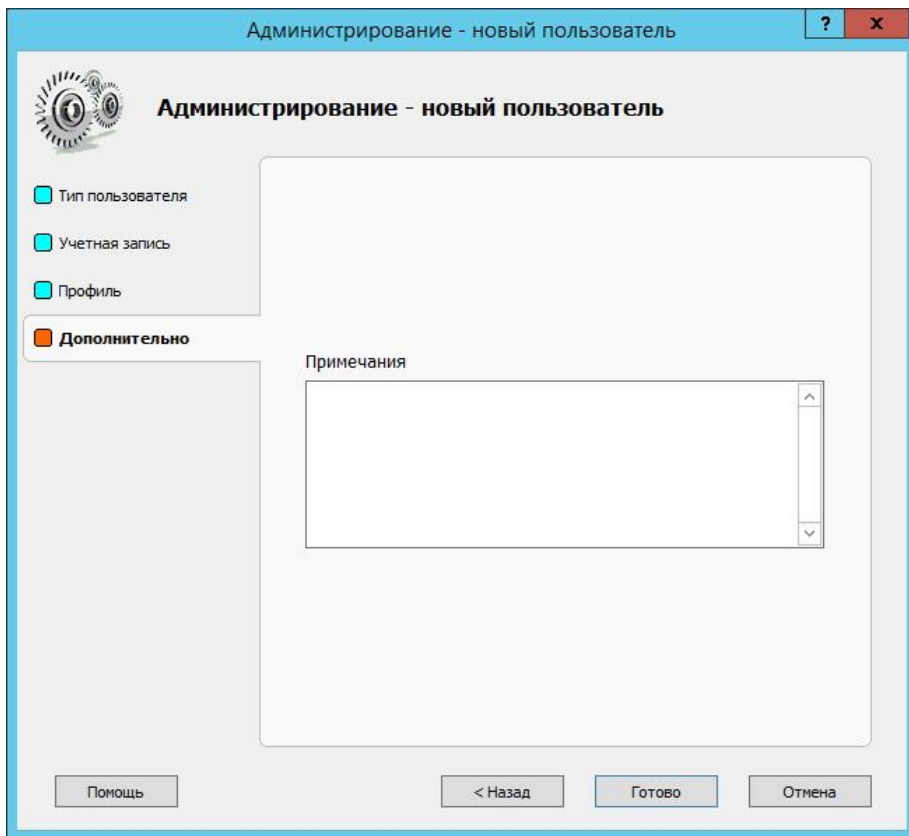 Администрирование - новый пользователь
?
x
Администрирование - новый пользователь
Тип пользователя
Учетная запись
Профиль
Дополнительно
Примечания
Помощь
< Назад
Готово
Отмена